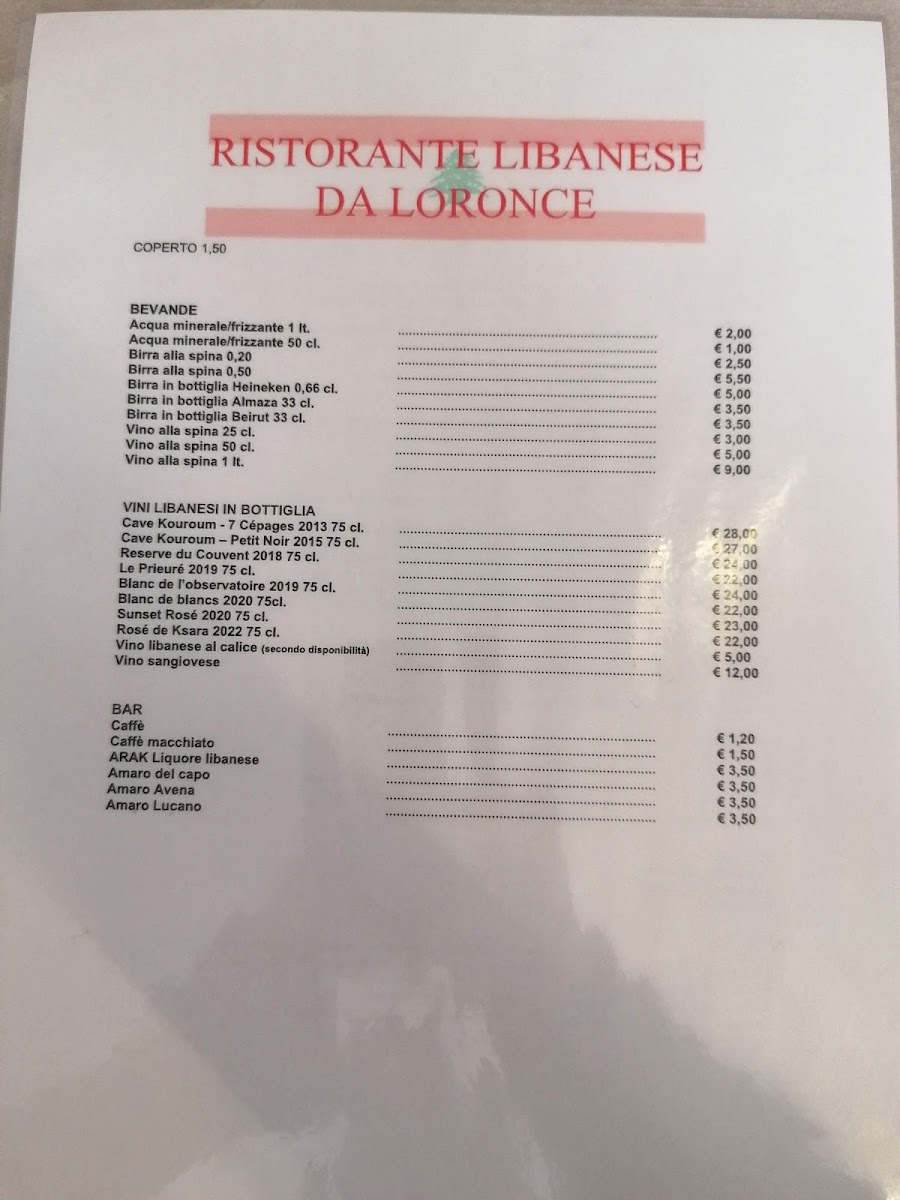 RISTORANTE LIBANESE
DA LORONCE
COPERTO 1,50
BEVANDE
Acqua minerale/frizzante 1 lt. ........ € 2,00
Acqua minerale/frizzante 50 cl. ........ € 1,00
Birra alla spina 0,20 ........ € 2,50
Birra alla spina 0,50 ........ € 5,50
Birra in bottiglia Heineken 0,66 cl. ........ € 5,00
Birra in bottiglia Almaza 33 cl. ........ € 3,50
Birra in bottiglia Beirut 33 cl. ........ € 3,50
Vino alla spina 25 cl. ........ € 3,00
Vino alla spina 50 cl. ........ € 5,00
Vino alla spina 1 lt. ........ € 9,00
VINI LIBANESI IN BOTTIGLIA
Cave Kouroum - 7 Cépages 2013 75 cl. ........ € 28,00
Cave Kouroum – Petit Noir 2015 75 cl. ........ € 27,00
Reserve du Couvent 2018 75 cl. ........ € 24,00
Le Prieuré 2019 75 cl. ........ € 22,00
Blanc de l'observatoire 2019 75 cl. ........ € 24,00
Blanc de blancs 2020 75cl. ........ € 22,00
Sunset Rosé 2020 75 cl. ........ € 23,00
Rosé de Ksara 2022 75 cl. ........ € 22,00
Vino libanese al calice (secondo disponibilità) ........ € 5,00
Vino sangiovese ........ € 12,00
BAR
Caffè ........ € 1,20
Caffè macchiato ........ € 1,50
ARAK Liquore libanese ........ € 3,50
Amaro del capo ........ € 3,50
Amaro Avena ........ € 3,50
Amaro Lucano ........ € 3,50